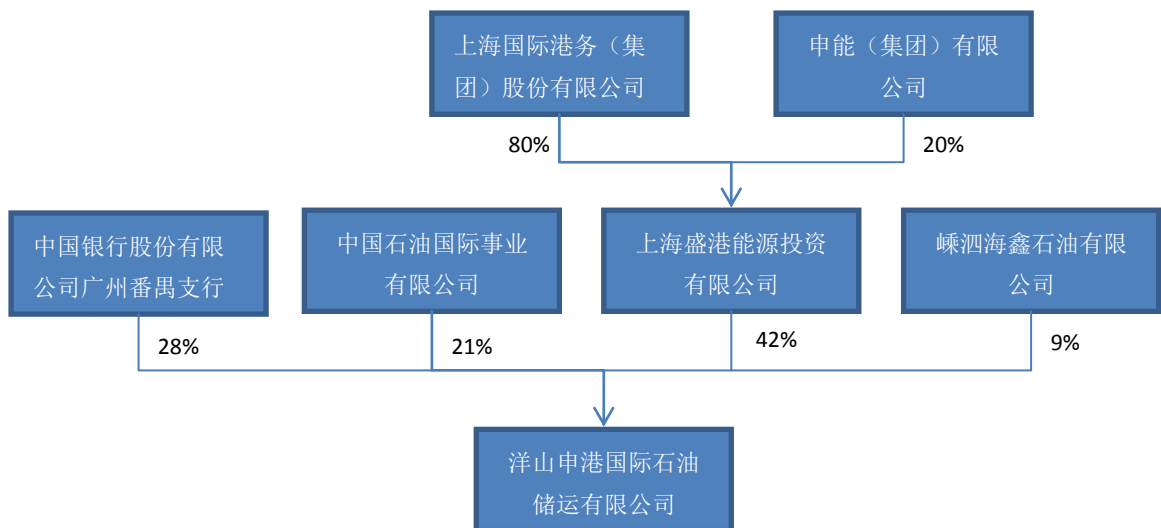 上海国际港务（集
团）股份有限公司
申能（集团）有限
公司
80%
20%
中国银行股份有限
公司广州番禺支行
中国石油国际事业
有限公司
上海盛港能源投资
有限公司
嵊泗海鑫石油有限
公司
28%
21%
42%
9%
洋山申港国际石油
储运有限公司